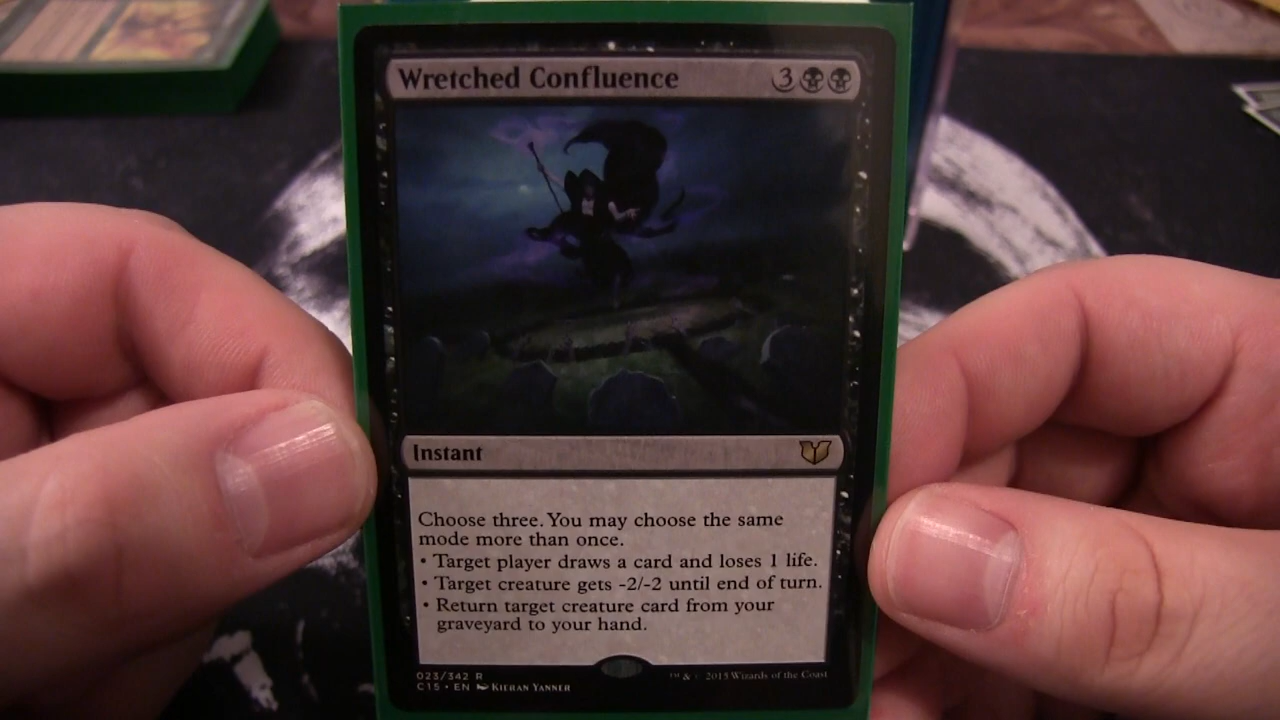 Wretched Confluence 3
Instant
Choose three. You may choose the same
mode more than once.
• Target player draws a card and loses 1 life.
• Target creature gets -2/-2 until end of turn.
• Return target creature card from your
graveyard to your hand.
023/342 R
C15 • EN KIERAN YANNER
™ & © 2015 Wizards of the Coast